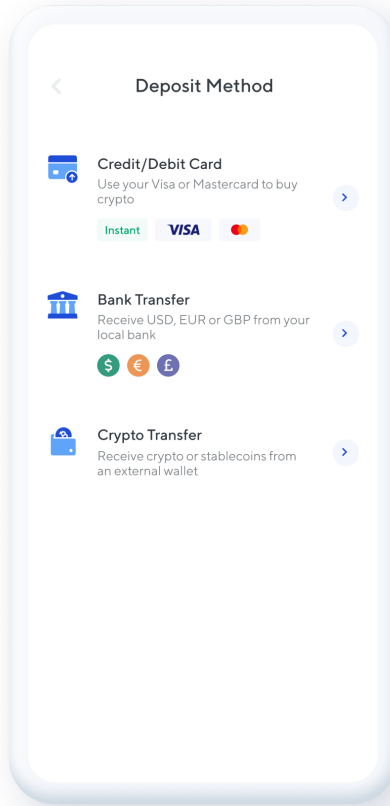 Deposit Method
Credit/Debit Card
Use your Visa or Mastercard to buy
crypto
Instant VISA
Bank Transfer
Receive USD, EUR or GBP from your
local bank
$ € £
Crypto Transfer
Receive crypto or stablecoins from
an external wallet